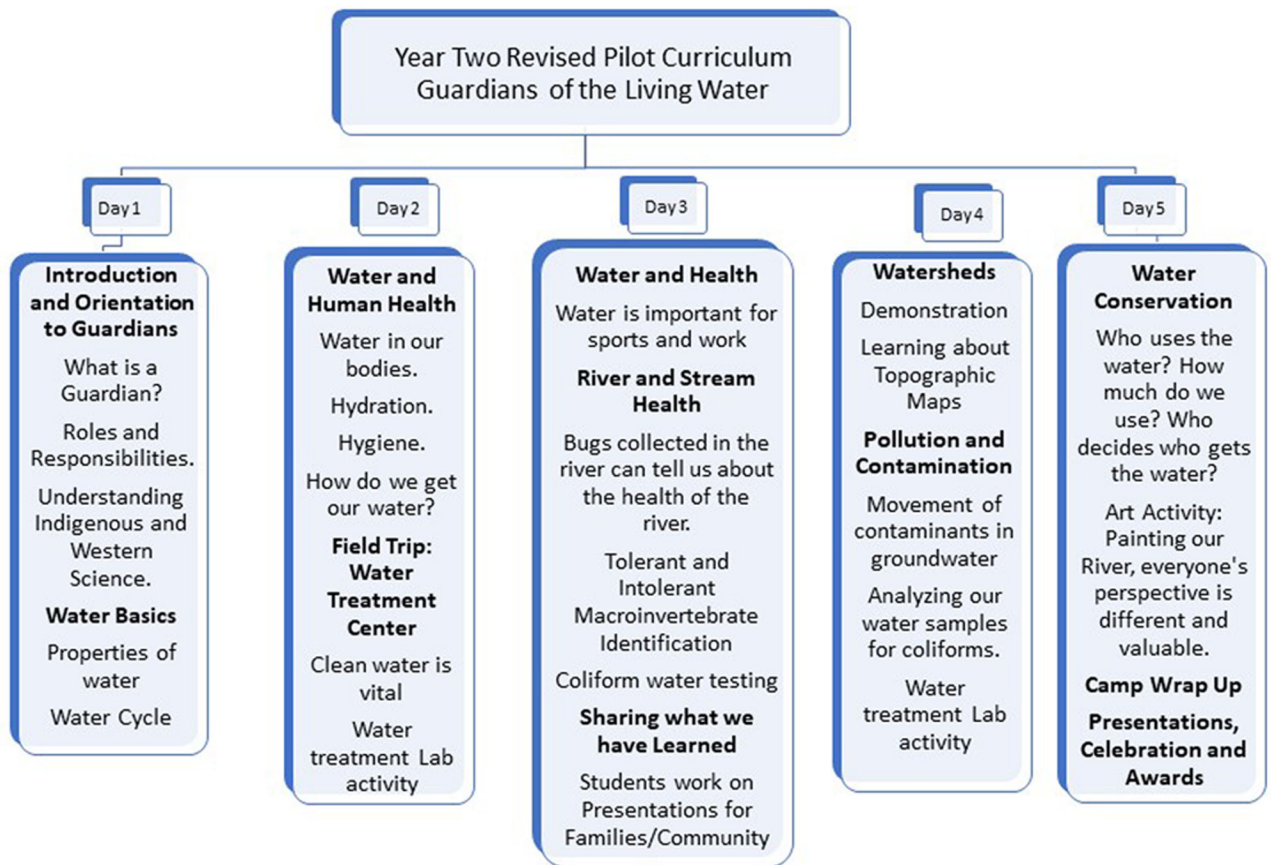 Year Two Revised Pilot Curriculum
Guardians of the Living Water
Day 1
Introduction
and Orientation
to Guardians
What is a
Guardian?
Roles and
Responsibilities.
Understanding
Indigenous and
Western
Science.
Water Basics
Properties of
water
Water Cycle
Day 2
Water and
Human Health
Water in our
bodies.
Hydration.
Hygiene.
How do we get
our water?
Field Trip:
Water
Treatment
Center
Clean water is
vital
Water
treatment Lab
activity
Day 3
Water and Health
Water is important for
sports and work
River and Stream
Health
Bugs collected in the
river can tell us about
the health of the
river.
Tolerant and
Intolerant
Macroinvertebrate
Identification
Coliform water testing
Sharing what we
have Learned
Students work on
Presentations for
Families/Community
Day 4
Watersheds
Demonstration
Learning about
Topographic
Maps
Pollution and
Contamination
Movement of
contaminants in
groundwater
Analyzing our
water samples
for coliforms.
Water
treatment Lab
activity
Day 5
Water
Conservation
Who uses the
water? How
much do we
use? Who
decides who gets
the water?
Art Activity:
Painting our
River, everyone's
perspective is
different and
valuable.
Camp Wrap Up
Presentations,
Celebration and
Awards